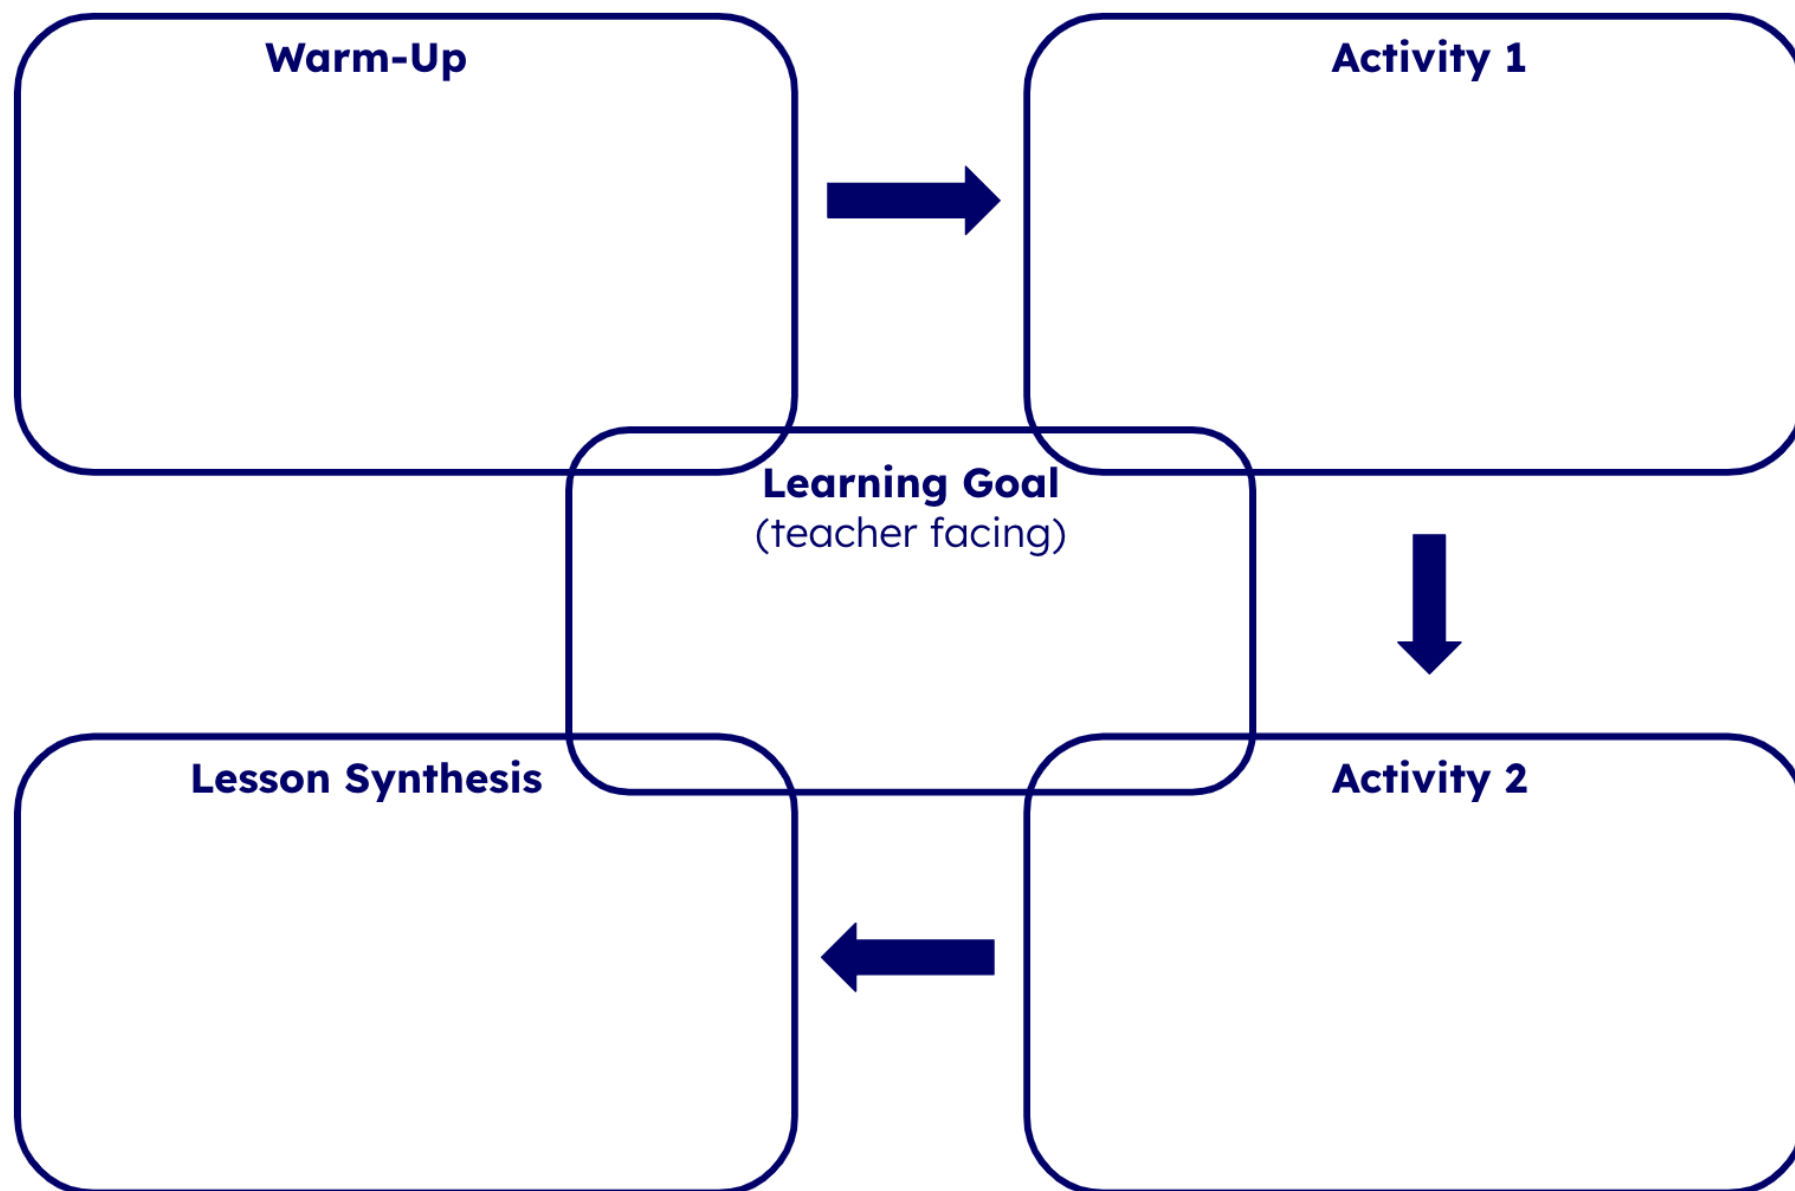 Warm-Up
Activity 1
Learning Goal
(teacher facing)
Lesson Synthesis
Activity 2